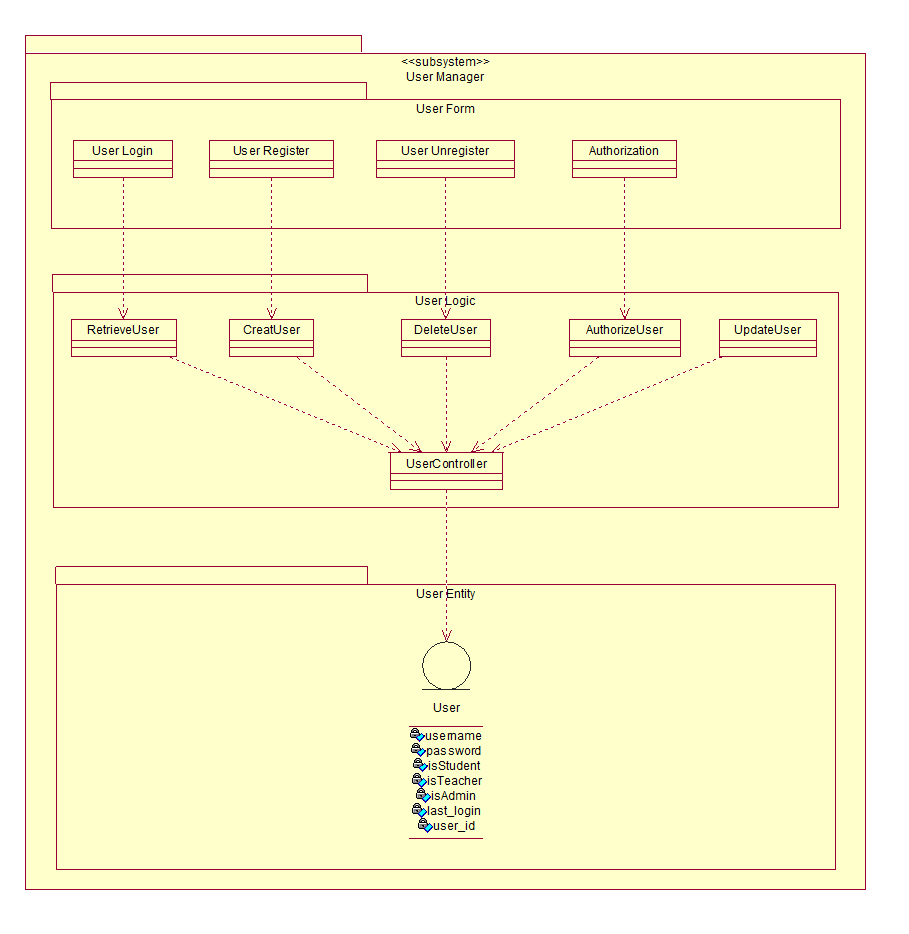 <<subsystem>>
User Manager
User Form
User Login
User Register
User Unregister
Authorization
User Logic
RetrieveUser
CreatUser
DeleteUser
AuthorizeUser
UpdateUser
UserController
User Entity
User
username
password
isStudent
isTeacher
isAdmin
last_login
user_id